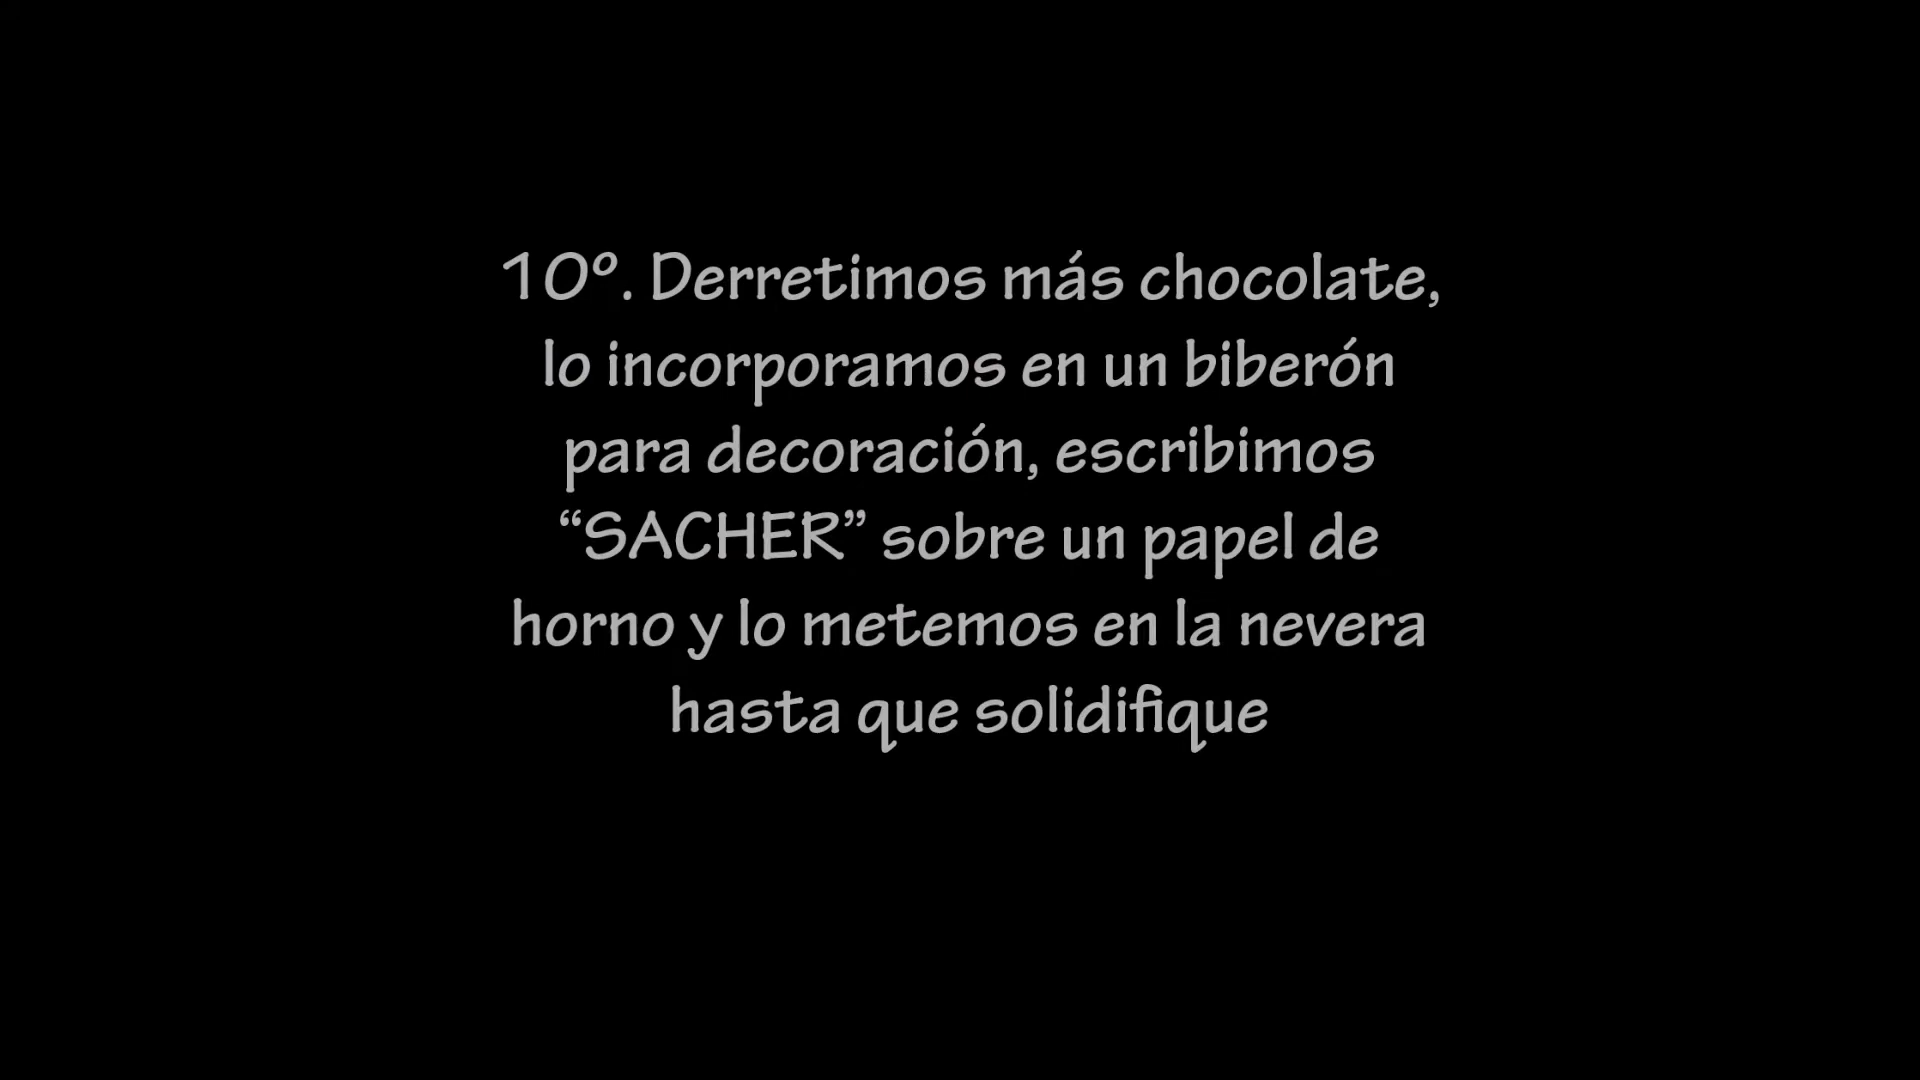 10º. Derretimos más chocolate,
lo incorporamos en un biberón
para decoración, escribimos
“SACHER” sobre un papel de
horno y lo metemos en la nevera
hasta que solidifique